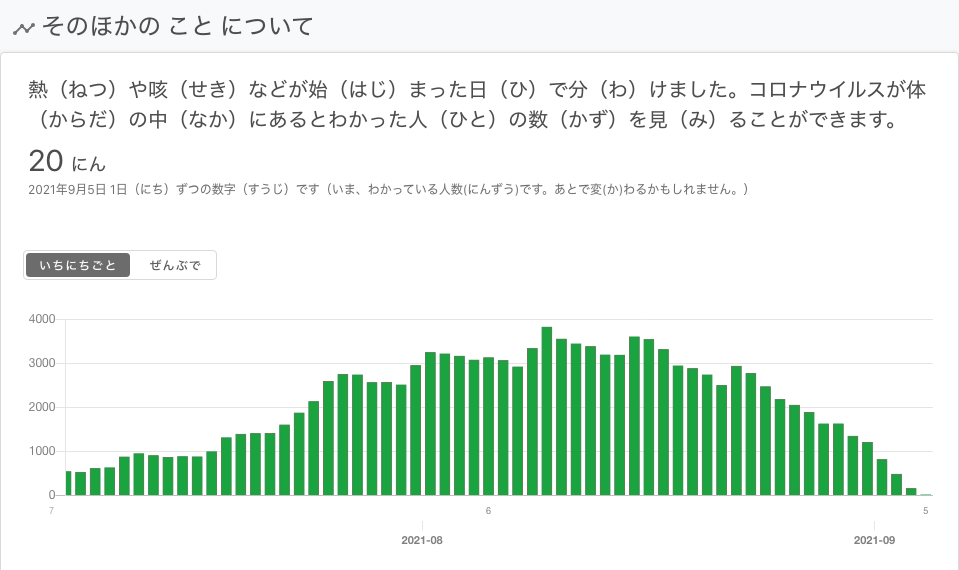 そのほかの こと について
熱（ねつ）や咳（せき）などが始（はじ）まった日（ひ）で分（わ）けました。コロナウイルスが体
（からだ）の中（なか）にあるとわかった人（ひと）の数（かず）を見（み）ることができます。
20 にん
2021年9月5日 1日（にち）ずつの数字（すうじ）です（いま、わかっている人数(にんずう)です。あとで変(か)わるかもしれません。）
いちにちごと ぜんぶで
4000
3000
2000
1000
0
7 6 5
2021-08 2021-09